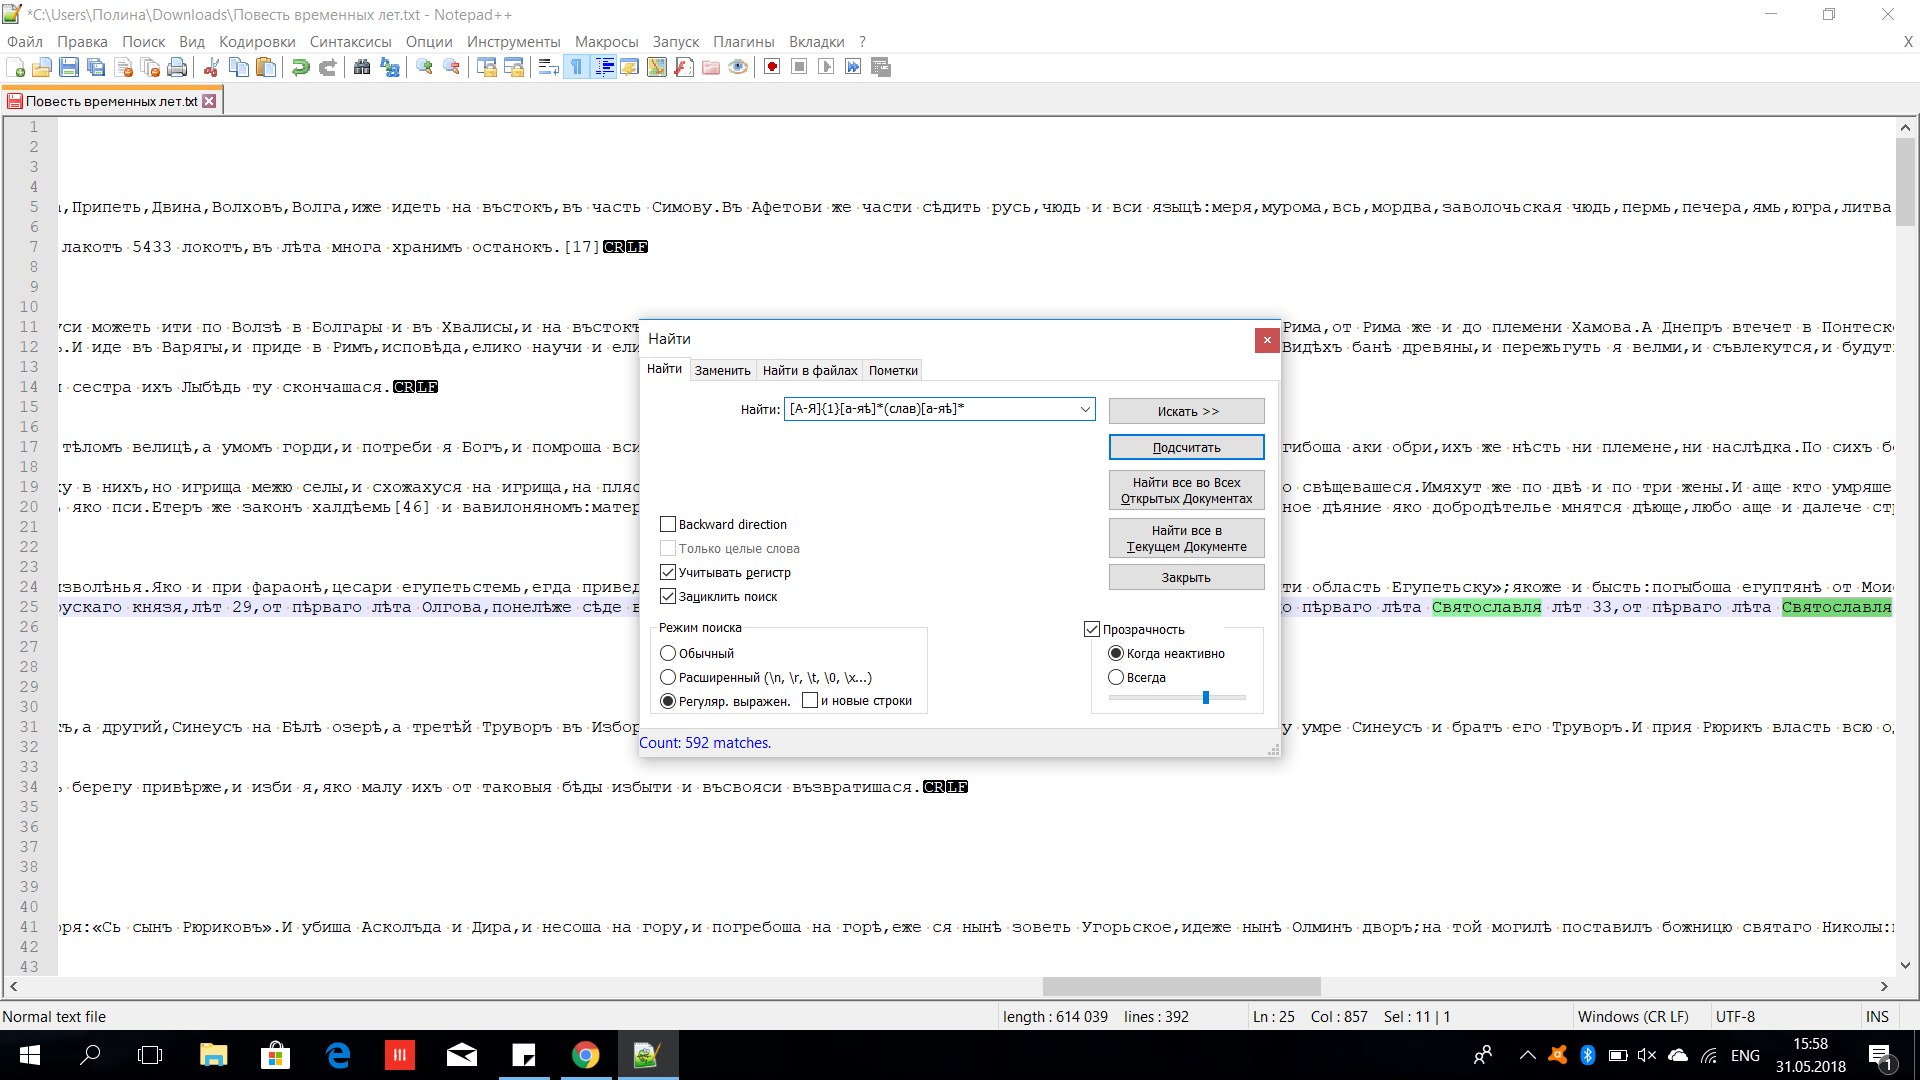 *C:\Users\Полина\Downloads\Повесть временных лет.txt - Notepad++
Файл Правка Поиск Вид Кодировки Синтаксисы Опции Инструменты Макросы Запуск Плагины Вкладки ? X
Повесть временных лет.txt
1
2
3
4
5 ,Припеть,Двина,Волховъ,Волга,иже идеть на въстокъ,въ часть Симову.Въ Афетови же части сѣдить русь,чюдь и вси языцѣ:меря,мурома,всь,мордва,заволочьская чюдь,пермь,печера,ямь,югра,литва
6
7 лакотъ 5433 локотъ,въ лѣта многа хранимъ останокъ.[17]CRLF
8
9
10
11 уси можеть ити по Волзѣ в Болгары и въ Хвалисы,и на въстокъ Рима,от Рима же и до племени Хамова.А Днепръ втечет в Понтеск
12 .И иде въ Варягы,и приде в Римъ,исповѣда,елико научи и ели Видѣхъ банѣ древяны,и пережьгуть я велми,и съвлекутся,и будут
13
14 и сестра ихъ Лыбѣдь ту скончашася.CRLF
15
16
17 тѣломъ велицѣ,а умомъ горди,и потреби я Богъ,и помроша вси гибоша аки обри,ихъ же нѣсть ни племене,ни наслѣдка.По сихъ б
18
19 у в нихъ,но игрища межю селы,и схожахуся на игрища,на пляс о свѣщевашеся.Имяхут же по двѣ и по три жены.И аще кто умряше
20 яко пси.Етеръ же законъ халдѣемь[46] и вавилоняномъ:матер ное дѣяние яко добродѣтелье мнятся дѣюще,любо аще и далече ст
21
22
23
24 изволѣнья.Яко и при фараонѣ,цесари егупетьстемь,егда привед ти область Егупетьску»;якоже и бысть:погыбоша египтянѣ от Мои
25 рускаго князя,лѣт 29,от пѣрваго лѣта Олгова,понелѣже сѣде в о пѣрваго лѣта Святославля лѣт 33,от пѣрваго лѣта Святославля
26
27
28
29
30
31 ъ,а другий,Синеусъ на Бѣлѣ озерѣ,а третѣй Труворъ въ Избор у умре Синеусъ и братъ его Труворъ.И прия Рюрикъ власть всю о
32
33
34 берегу привѣрже,и изби я,яко малу ихъ от таковыя бѣды избыти и въсвояси възвратишася.CRLF
35
36
37
38
39
40
41 оря:«Сь сынъ Рюриковъ».И убиша Асколъда и Дира,и несоша на гору,и погребоша на горѣ,еже ся нынѣ зоветь Угорьское,идеже нынѣ Олминъ дворъ;на той могилѣ поставилъ божницю святаго Николы:
42
43
Найти
Найти Заменить Найти в файлах Пометки
Найти: [А-Я]{1}[а-яѣ]*(слав)[а-яѣ]*
Искать >>
Подсчитать
Найти все во Всех
Открытых Документах
Найти все в
Текущем Документе
Закрыть
Backward direction
Только целые слова
Учитывать регистр
Зациклить поиск
Режим поиска
Обычный
Расширенный (\n, \r, \t, \0, \x...)
Регуляр. выражен. и новые строки
Прозрачность
Когда неактивно
Всегда
Count: 592 matches.
Normal text file length : 614 039 lines : 392 Ln : 25 Col : 857 Sel : 11 | 1 Windows (CR LF) UTF-8 INS
ENG
15:58
31.05.2018
1